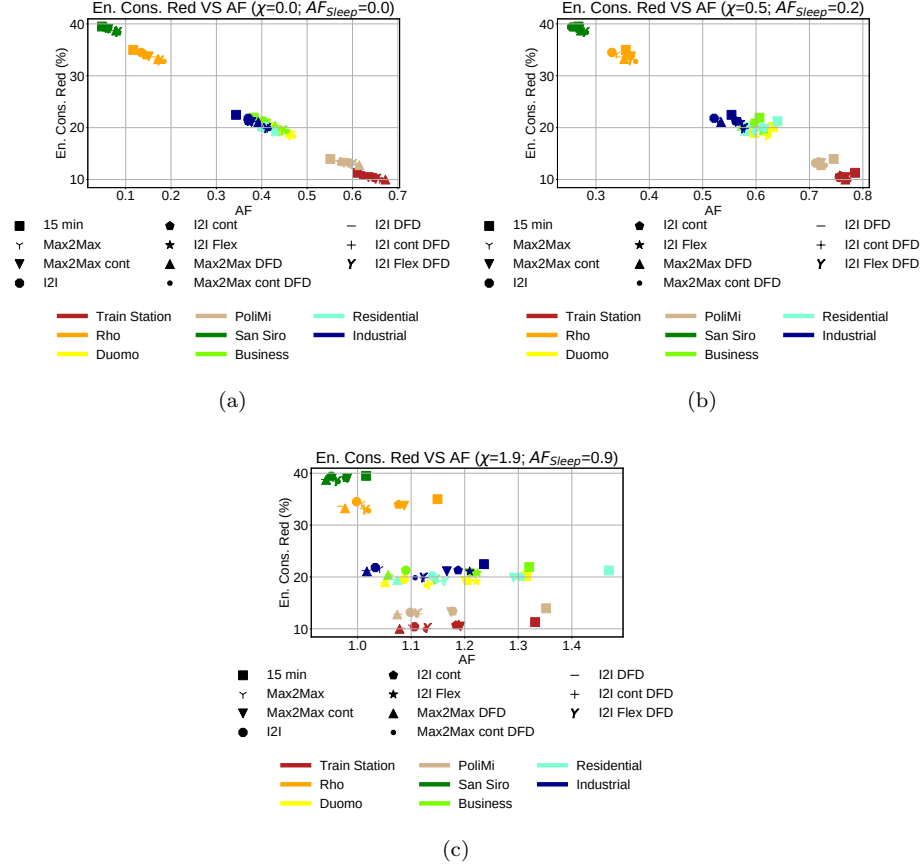 En. Cons. Red VS AF (χ=0.0; AF_Sleep=0.0)
En. Cons. Red (%)
40
30
20
10
0.1 0.2 0.3 0.4 0.5 0.6 0.7
AF
15 min I2I cont I2I DFD
Max2Max I2I Flex I2I cont DFD
Max2Max cont Max2Max DFD I2I Flex DFD
I2I Max2Max cont DFD
Train Station PoliMi Residential
Rho San Siro Industrial
Duomo Business
(a)
En. Cons. Red VS AF (χ=0.5; AF_Sleep=0.2)
En. Cons. Red (%)
40
30
20
10
0.3 0.4 0.5 0.6 0.7 0.8
AF
15 min I2I cont I2I DFD
Max2Max I2I Flex I2I cont DFD
Max2Max cont Max2Max DFD I2I Flex DFD
I2I Max2Max cont DFD
Train Station PoliMi Residential
Rho San Siro Industrial
Duomo Business
(b)
En. Cons. Red VS AF (χ=1.9; AF_Sleep=0.9)
En. Cons. Red (%)
40
30
20
10
1.0 1.1 1.2 1.3 1.4
AF
15 min I2I cont I2I DFD
Max2Max I2I Flex I2I cont DFD
Max2Max cont Max2Max DFD I2I Flex DFD
I2I Max2Max cont DFD
Train Station PoliMi Residential
Rho San Siro Industrial
Duomo Business
(c)